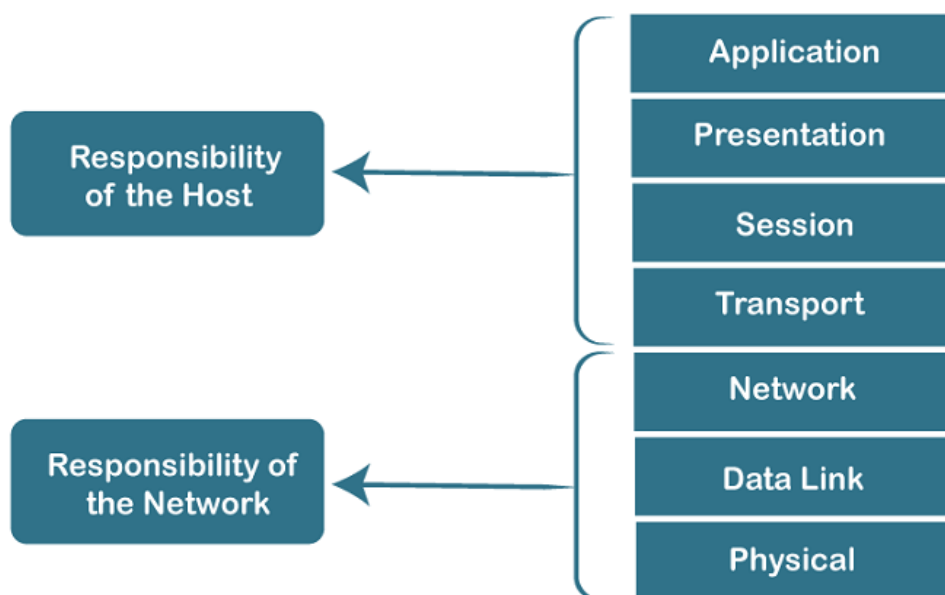 Application
Presentation
Session
Transport
Network
Data Link
Physical
Responsibility
of the Host
Responsibility of
the Network